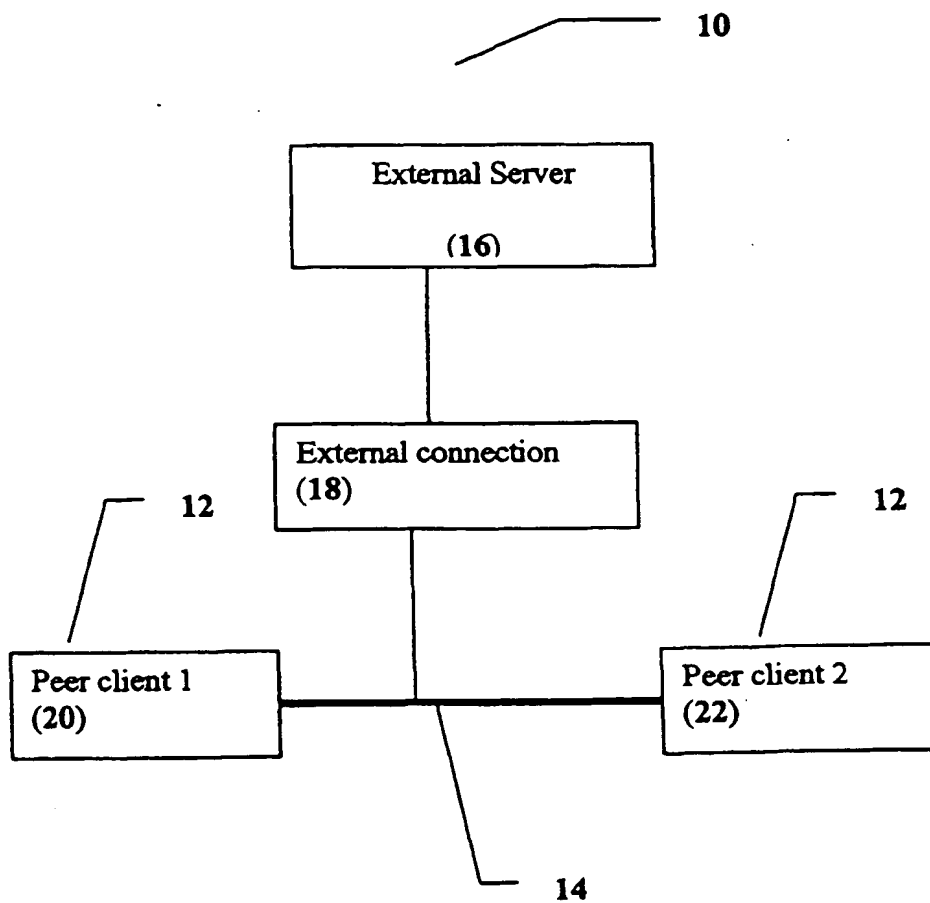 10
External Server
(16)
External connection
(18)
12
12
Peer client 1
(20)
Peer client 2
(22)
14